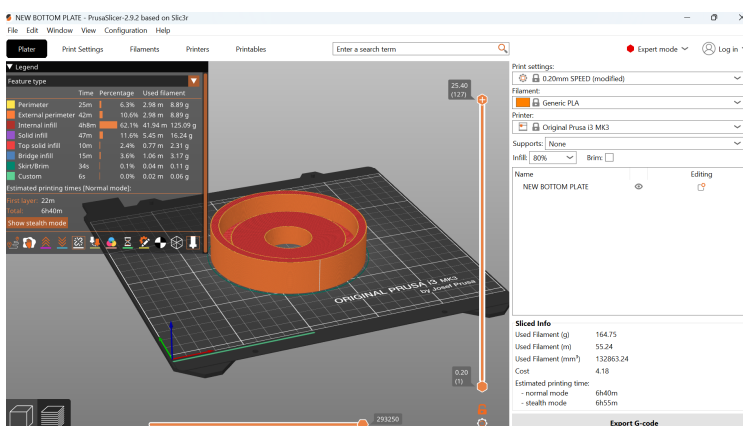 NEW BOTTOM PLATE - PrusaSlicer-2.9.2 based on Slic3r
File Edit Window View Configuration Help
Plater Print Settings Filaments Printers Printables Enter a search term Expert mode Log in
Legend
Feature type
Time Percentage Used filament
Perimeter 25m 6.3% 2.98 m 8.89 g
External perimeter 42m 10.6% 2.98 m 8.89 g
Internal infill 4h8m 62.1% 41.94 m 125.09 g
Solid infill 47m 11.6% 5.45 m 16.24 g
Top solid infill 10m 2.4% 0.77 m 2.31 g
Bridge infill 15m 3.6% 1.06 m 3.17 g
Skirt/Brim 34s 0.1% 0.04 m 0.11 g
Custom 6s 0.0% 0.02 m 0.06 g
Estimated printing times [Normal mode]:
First layer: 22m
Total: 6h40m
Show stealth mode
25.40
(127)
ORIGINAL PRUSA i3 MK3
by Josef Prusa
0.20
(1)
293250
Print settings:
0.20mm SPEED (modified)
Filament:
Generic PLA
Printer:
Original Prusa i3 MK3
Supports: None
Infill: 80% Brim:
Name Editing
NEW BOTTOM PLATE
Sliced Info
Used Filament (g) 164.75
Used Filament (m) 55.24
Used Filament (mm³) 132863.24
Cost 4.18
Estimated printing time:
- normal mode 6h40m
- stealth mode 6h55m
Export G-code